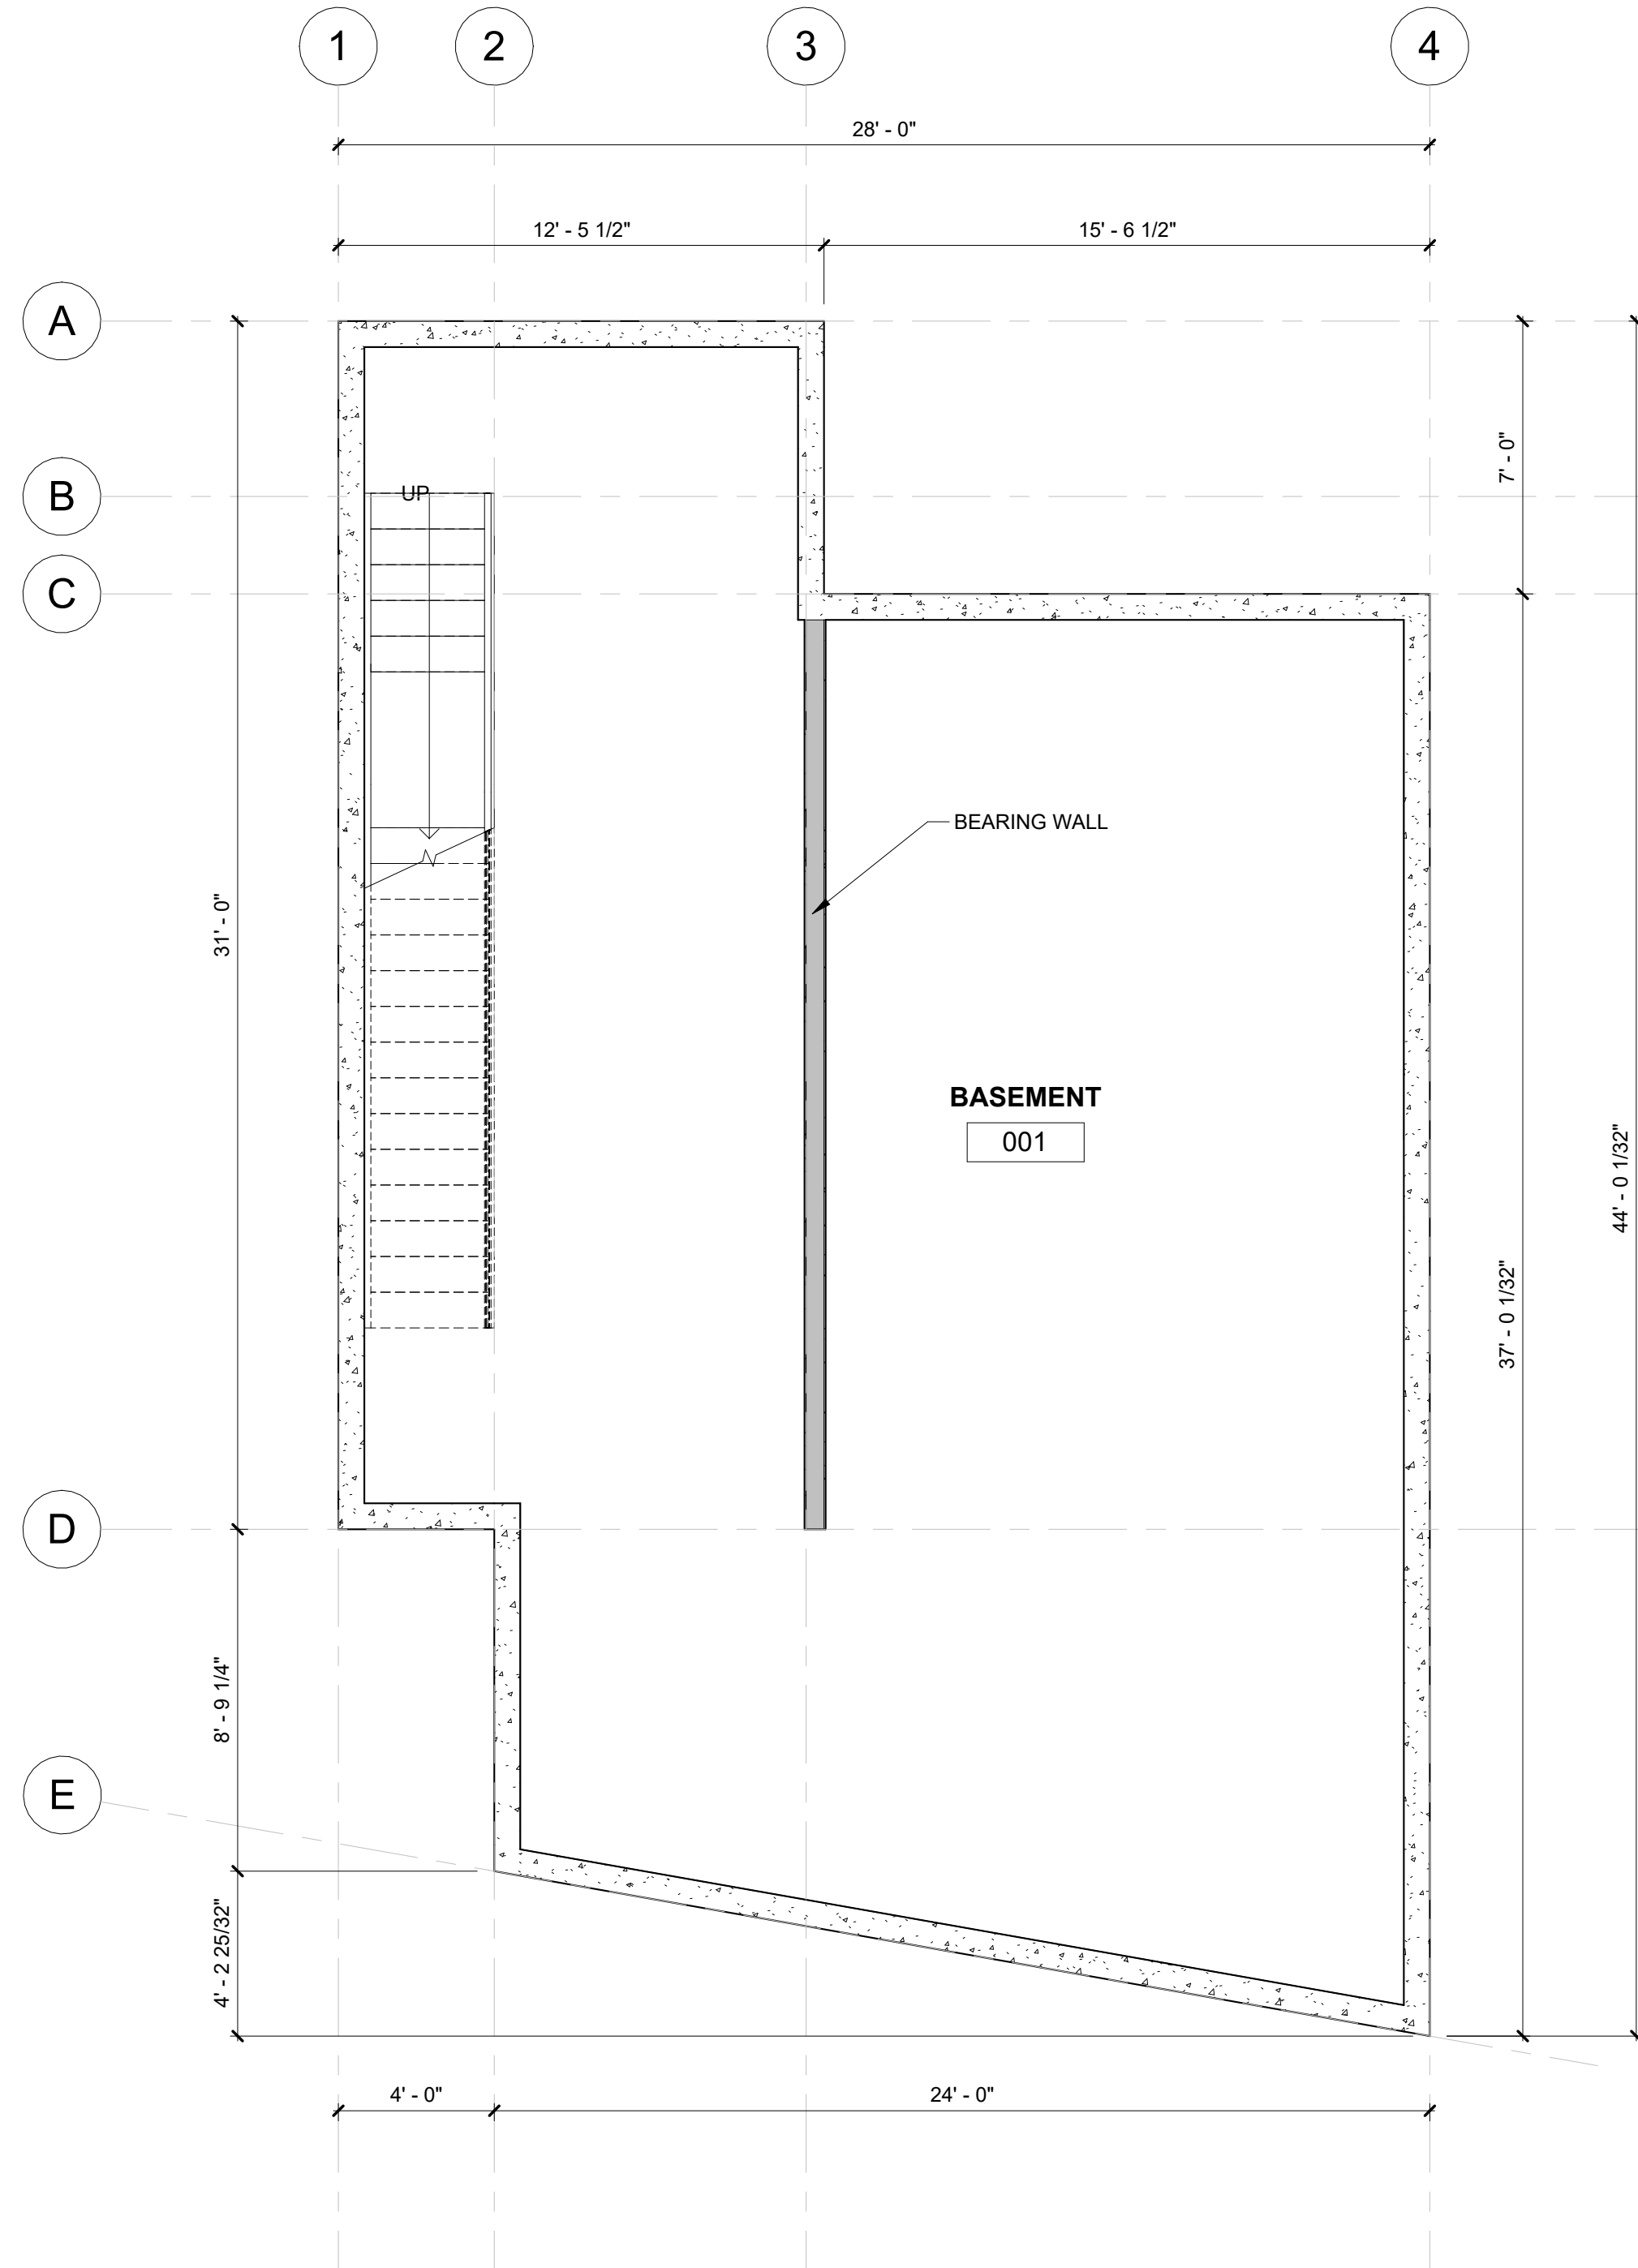 1
2
3
4
28' - 0"
12' - 5 1/2"
15' - 6 1/2"
A
7' - 0"
B
UP
C
BEARING WALL
31' - 0"
BASEMENT
001
44' - 0 1/32"
37' - 0 1/32"
D
8' - 9 1/4"
E
4' - 2 25/32"
4' - 0"
24' - 0"